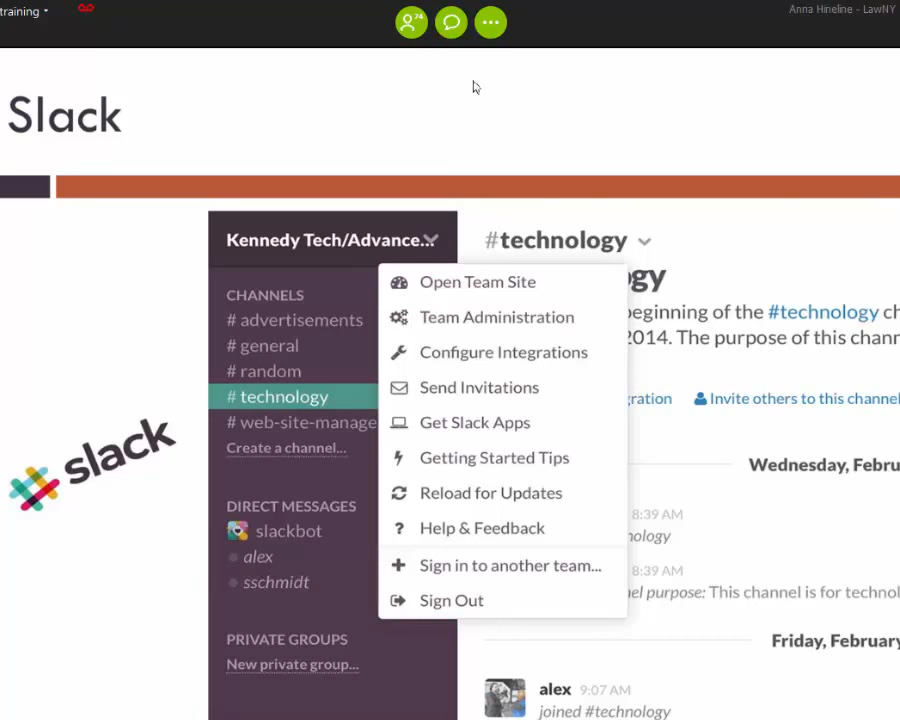 training
74
Anna Hineline - LawNY
Slack
slack
Kennedy Tech/Advance...
CHANNELS
# advertisements
# general
# random
# technology
# web-site-manage
Create a channel...
DIRECT MESSAGES
slackbot
alex
sschmidt
PRIVATE GROUPS
New private group...
Open Team Site
Team Administration
Configure Integrations
Send Invitations
Get Slack Apps
Getting Started Tips
Reload for Updates
? Help & Feedback
Sign in to another team...
Sign Out
#technology
gy
beginning of the #technology ch
2014. The purpose of this chann
gration Invite others to this channel
Wednesday, Febru
8:39 AM
nology
8:39 AM
el purpose: This channel is for technol
Friday, February
alex 9:07 AM
joined #technology